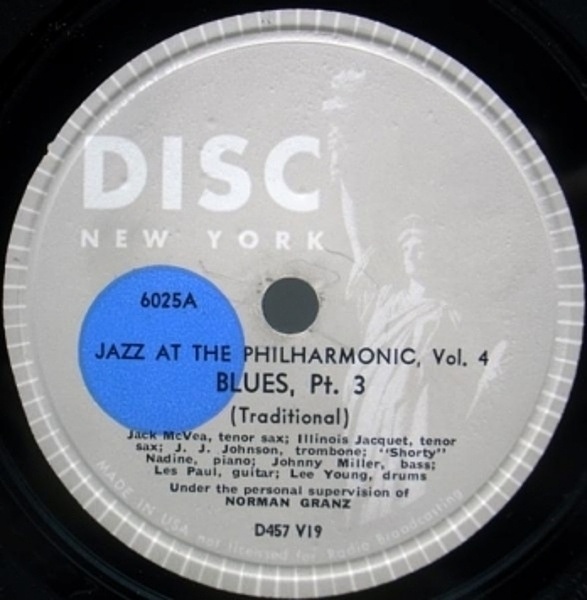 DISC
NEW YORK
6025A
JAZZ AT THE PHILHARMONIC, Vol. 4
BLUES, Pt. 3
(Traditional)
Jack McVea, tenor sax; Illinois Jacquet, tenor
sax; J. J. Johnson, trombone; "Shorty"
Nadine, piano; Johnny Miller, bass;
Les Paul, guitar; Lee Young, drums
Under the personal supervision of
NORMAN GRANZ
D457 V19
MADE IN USA not licensed for Radio Broadcasting